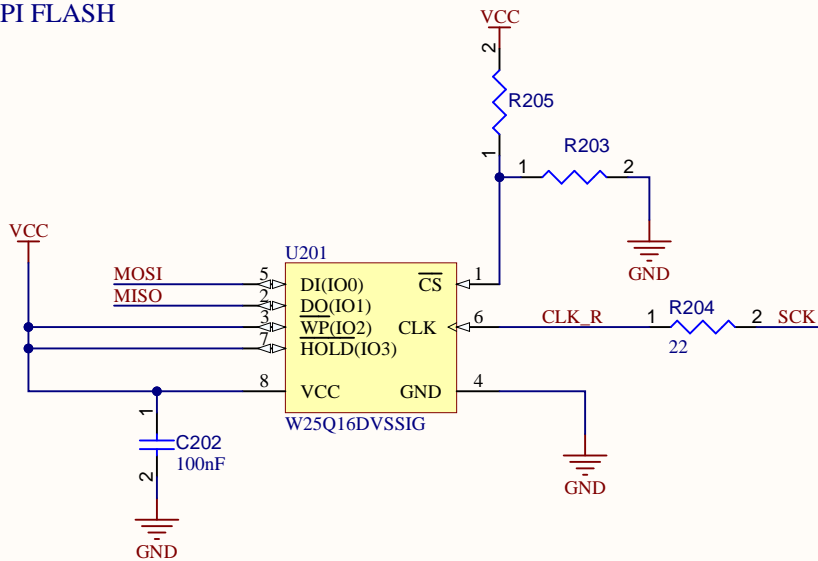 PI FLASH
VCC
2
R205
1
R203
1
2
GND
VCC
U201
MOSI
5
DI(IO0)
CS
1
MISO
2
DO(IO1)
3
WP(IO2)
CLK
6
CLK_R
1
R204
2
SCK
22
7
HOLD(IO3)
8
VCC
GND
4
W25Q16DVSSIG
1
C202
100nF
2
GND
GND